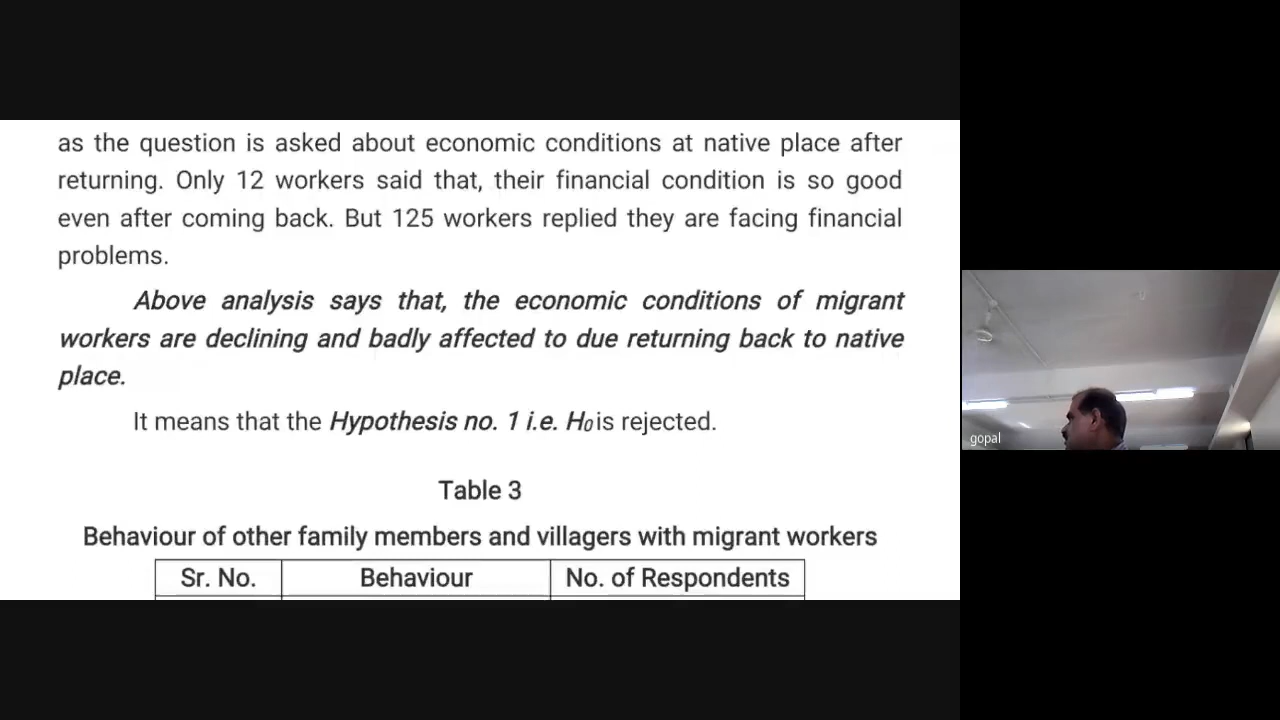 as the question is asked about economic conditions at native place after
returning. Only 12 workers said that, their financial condition is so good
even after coming back. But 125 workers replied they are facing financial
problems.
Above analysis says that, the economic conditions of migrant
workers are declining and badly affected to due returning back to native
place.
It means that the Hypothesis no. 1 i.e. H₀ is rejected.
Table 3
Behaviour of other family members and villagers with migrant workers
Sr. No. Behaviour No. of Respondents
gopal